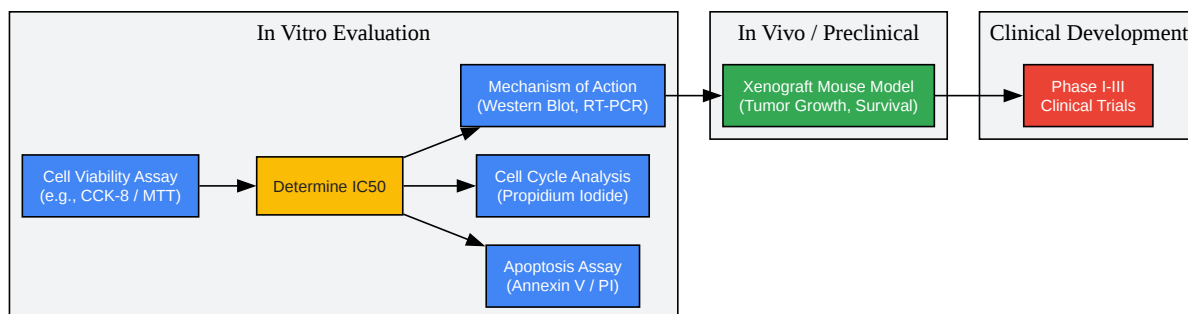 In Vitro Evaluation
Cell Viability Assay
(e.g., CCK-8 / MTT)
Determine IC50
Mechanism of Action
(Western Blot, RT-PCR)
Cell Cycle Analysis
(Propidium Iodide)
Apoptosis Assay
(Annexin V / PI)
In Vivo / Preclinical
Xenograft Mouse Model
(Tumor Growth, Survival)
Clinical Development
Phase I-III
Clinical Trials